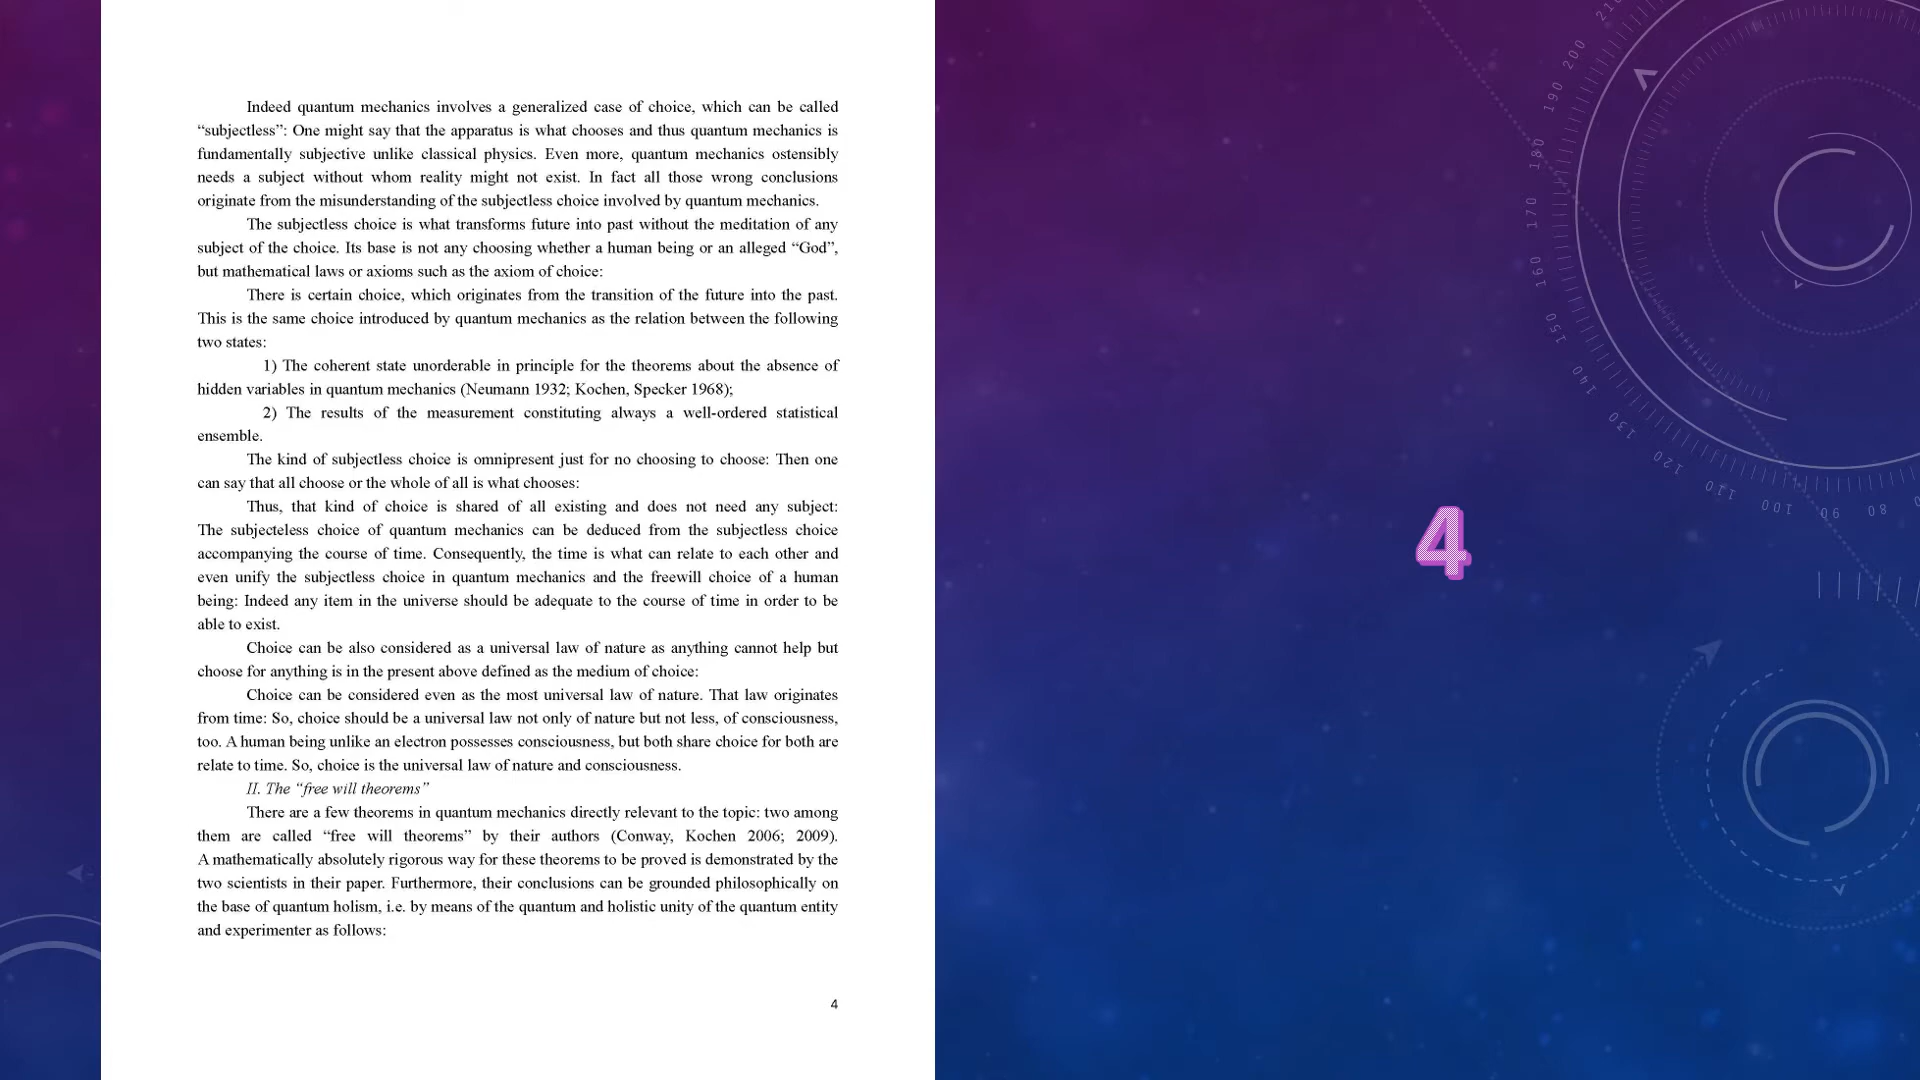 Indeed quantum mechanics involves a generalized case of choice, which can be called
“subjectless”: One might say that the apparatus is what chooses and thus quantum mechanics is
fundamentally subjective unlike classical physics. Even more, quantum mechanics ostensibly
needs a subject without whom reality might not exist. In fact all those wrong conclusions
originate from the misunderstanding of the subjectless choice involved by quantum mechanics.
The subjectless choice is what transforms future into past without the meditation of any
subject of the choice. Its base is not any choosing whether a human being or an alleged “God”,
but mathematical laws or axioms such as the axiom of choice:
There is certain choice, which originates from the transition of the future into the past.
This is the same choice introduced by quantum mechanics as the relation between the following
two states:
1) The coherent state unorderable in principle for the theorems about the absence of
hidden variables in quantum mechanics (Neumann 1932; Kochen, Specker 1968);
2) The results of the measurement constituting always a well-ordered statistical
ensemble.
The kind of subjectless choice is omnipresent just for no choosing to choose: Then one
can say that all choose or the whole of all is what chooses:
Thus, that kind of choice is shared of all existing and does not need any subject:
The subjecteless choice of quantum mechanics can be deduced from the subjectless choice
accompanying the course of time. Consequently, the time is what can relate to each other and
even unify the subjectless choice in quantum mechanics and the freewill choice of a human
being: Indeed any item in the universe should be adequate to the course of time in order to be
able to exist.
Choice can be also considered as a universal law of nature as anything cannot help but
choose for anything is in the present above defined as the medium of choice:
Choice can be considered even as the most universal law of nature. That law originates
from time: So, choice should be a universal law not only of nature but not less, of consciousness,
too. A human being unlike an electron possesses consciousness, but both share choice for both are
relate to time. So, choice is the universal law of nature and consciousness.
II. The “free will theorems”
There are a few theorems in quantum mechanics directly relevant to the topic: two among
them are called “free will theorems” by their authors (Conway, Kochen 2006; 2009).
A mathematically absolutely rigorous way for these theorems to be proved is demonstrated by the
two scientists in their paper. Furthermore, their conclusions can be grounded philosophically on
the base of quantum holism, i.e. by means of the quantum and holistic unity of the quantum entity
and experimenter as follows:
4
4
200
190
180
170
160
150
140
130
120
110
100
90
80